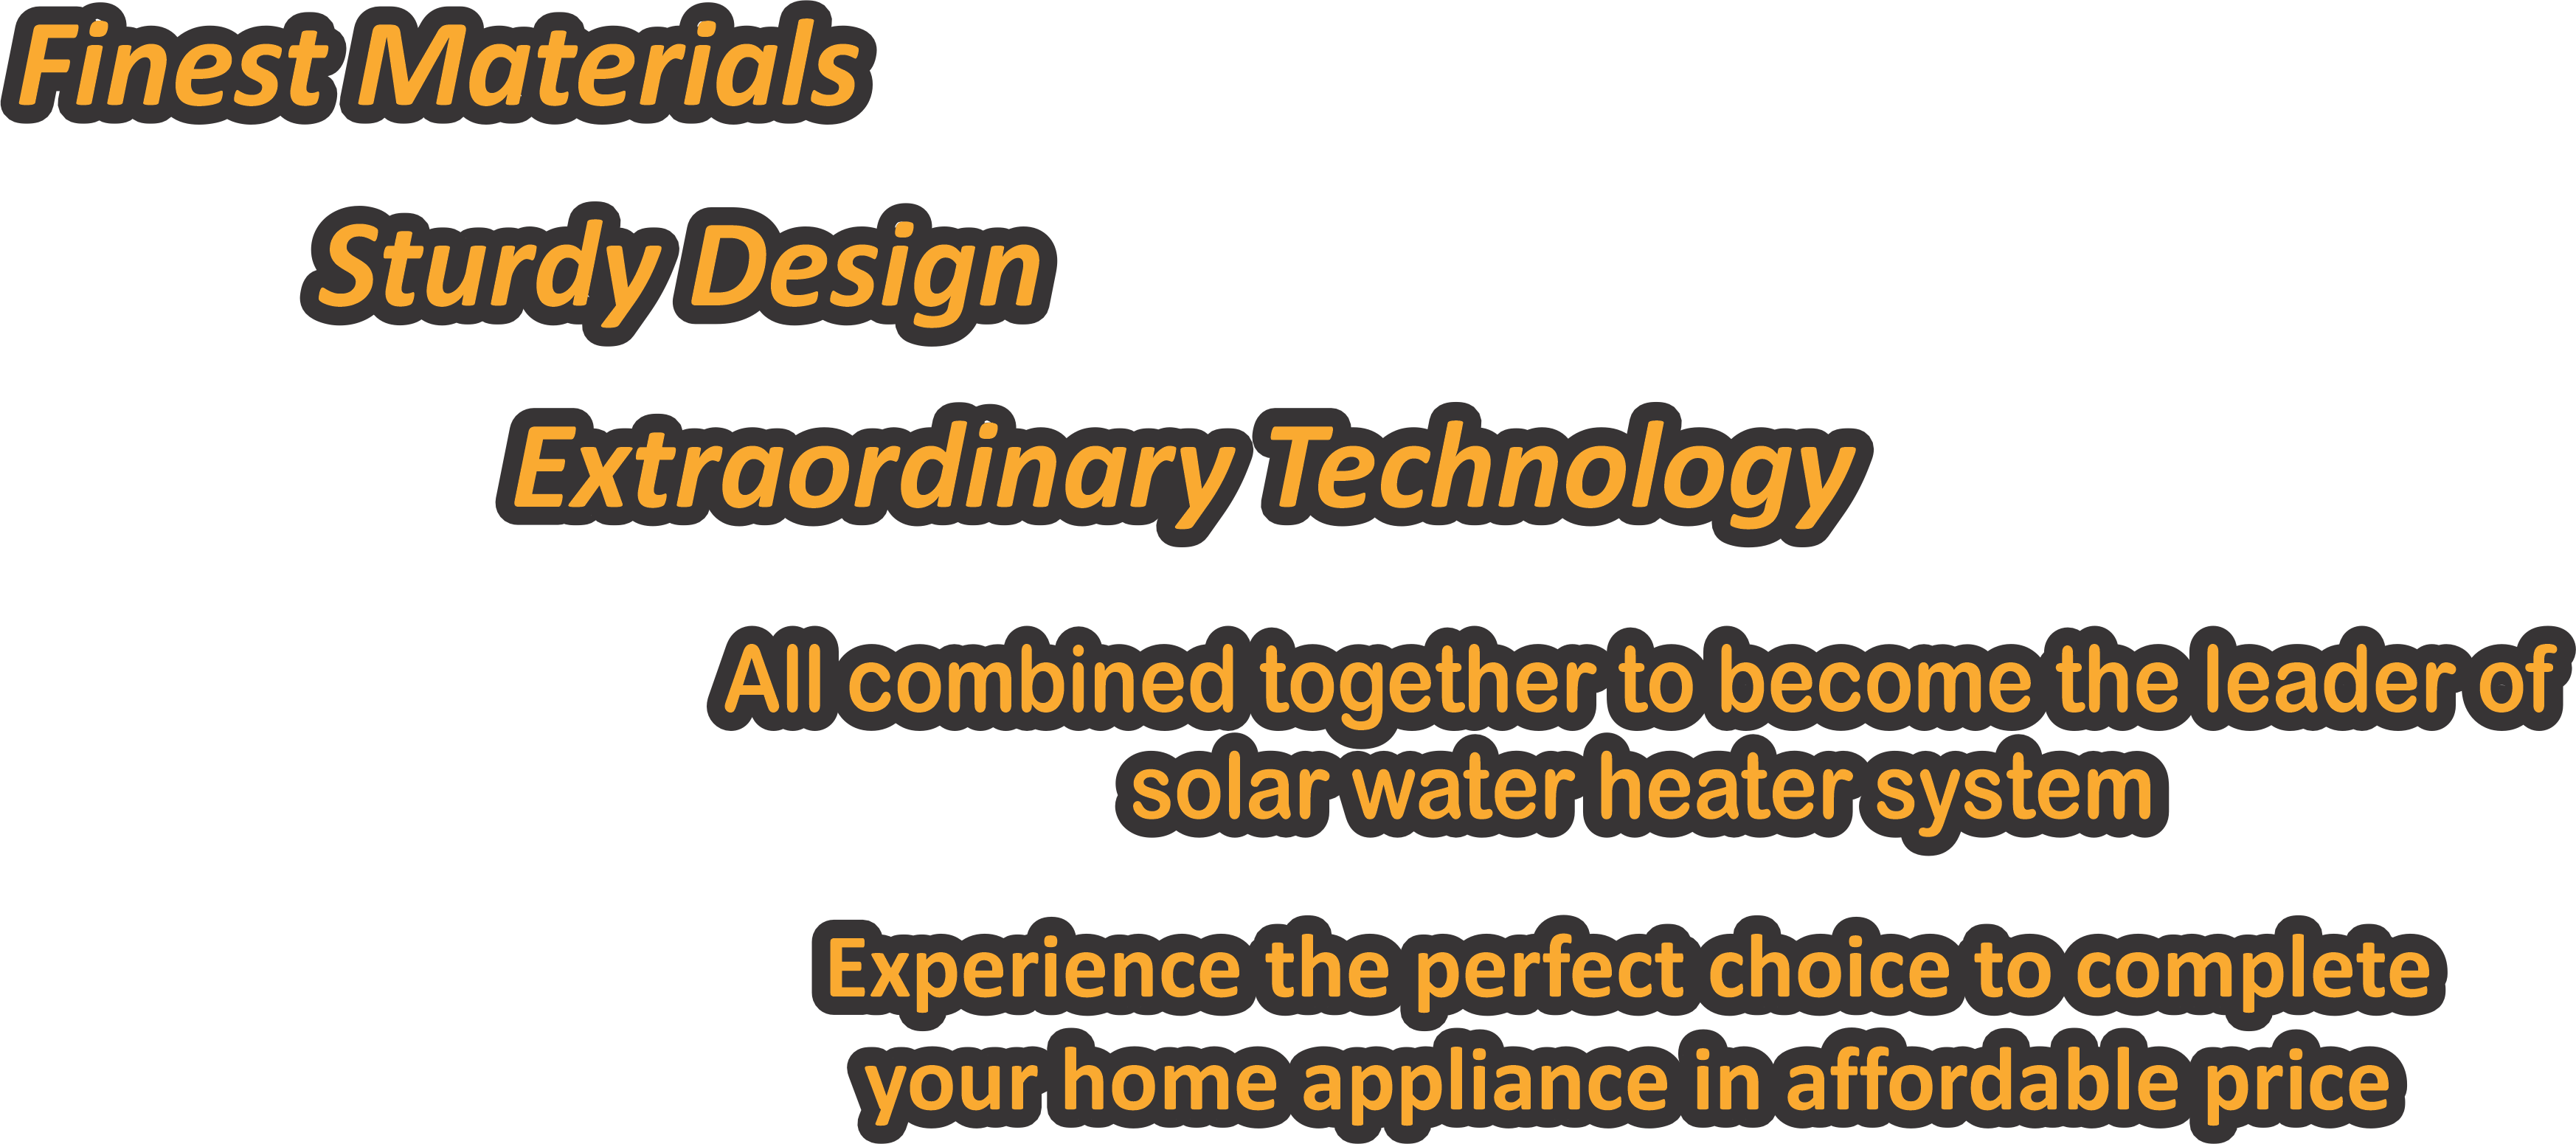 Finest Materials
Sturdy Design
Extraordinary Technology
All combined together to become the leader of
solar water heater system
Experience the perfect choice to complete
your home appliance in affordable price